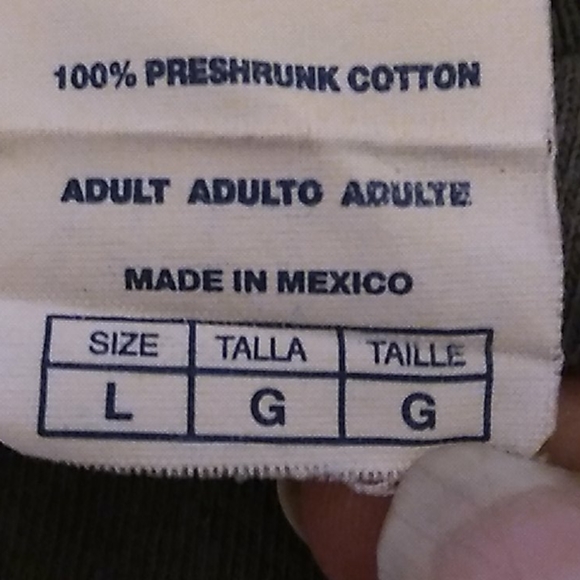 100% PRESHRUNK COTTON
ADULT ADULTO ADULTE
MADE IN MEXICO
SIZE TALLA TAILLE
L G G